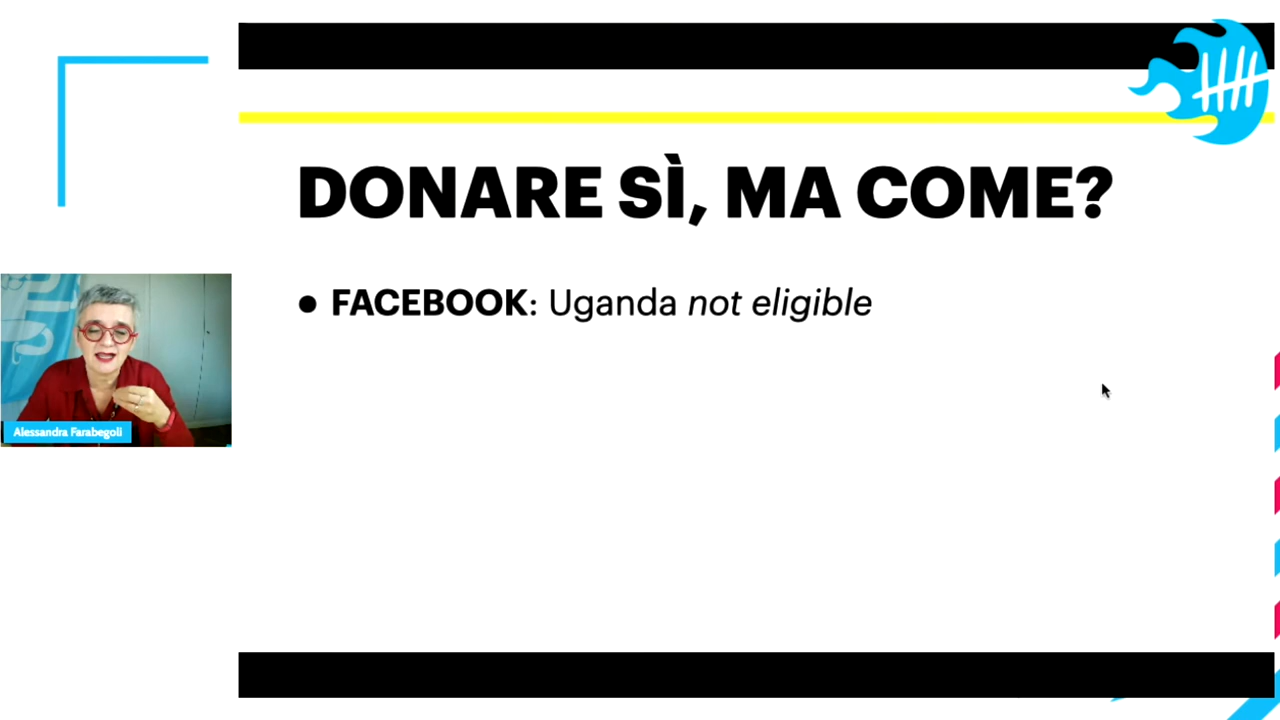 DONARE SÌ, MA COME?
● FACEBOOK: Uganda not eligible
Alessandra Farabegoli